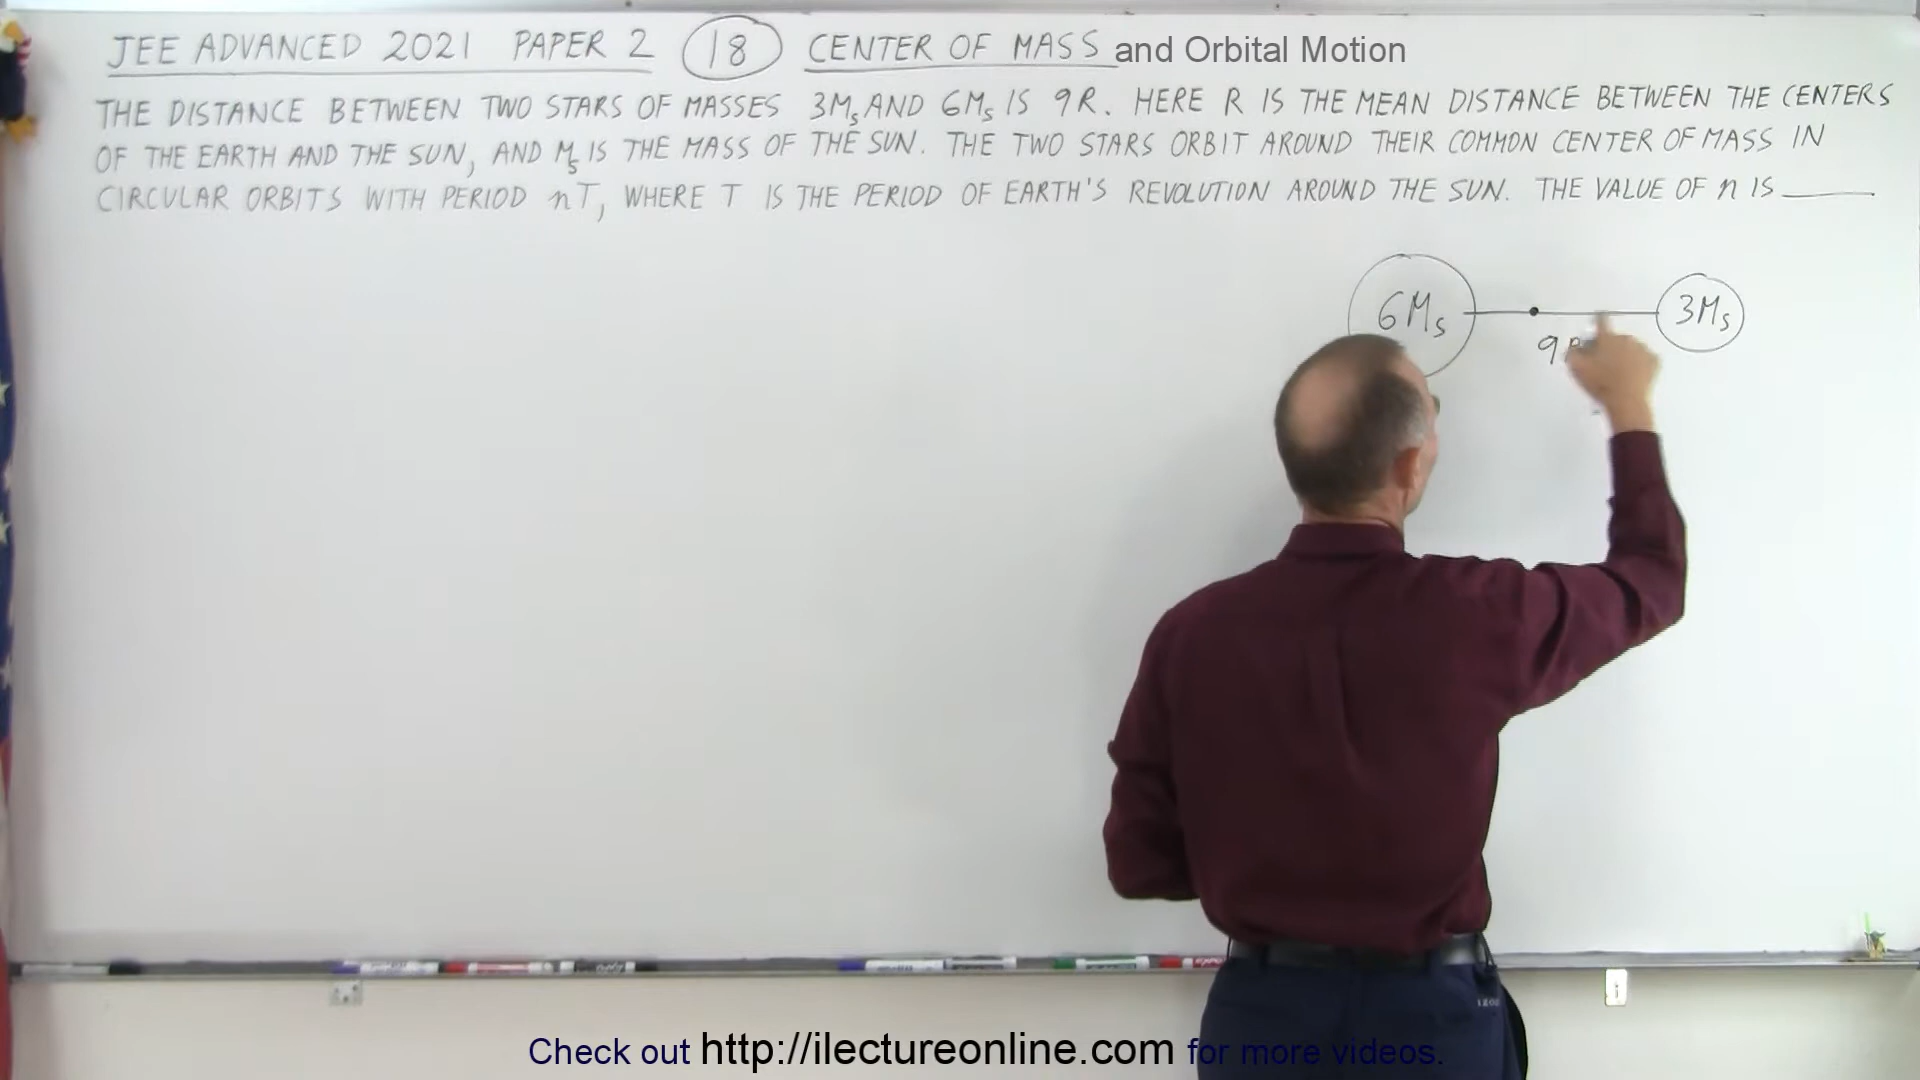 JEE ADVANCED 2021 PAPER 2 18 CENTER OF MASS and Orbital Motion
THE DISTANCE BETWEEN TWO STARS OF MASSES 3Ms AND 6Ms IS 9R. HERE R IS THE MEAN DISTANCE BETWEEN THE CENTERS
OF THE EARTH AND THE SUN, AND Ms IS THE MASS OF THE SUN. THE TWO STARS ORBIT AROUND THEIR COMMON CENTER OF MASS IN
CIRCULAR ORBITS WITH PERIOD nT, WHERE T IS THE PERIOD OF EARTH'S REVOLUTION AROUND THE SUN. THE VALUE OF n IS ______
6Ms 3Ms
Check out http://ilectureonline.com for more videos.